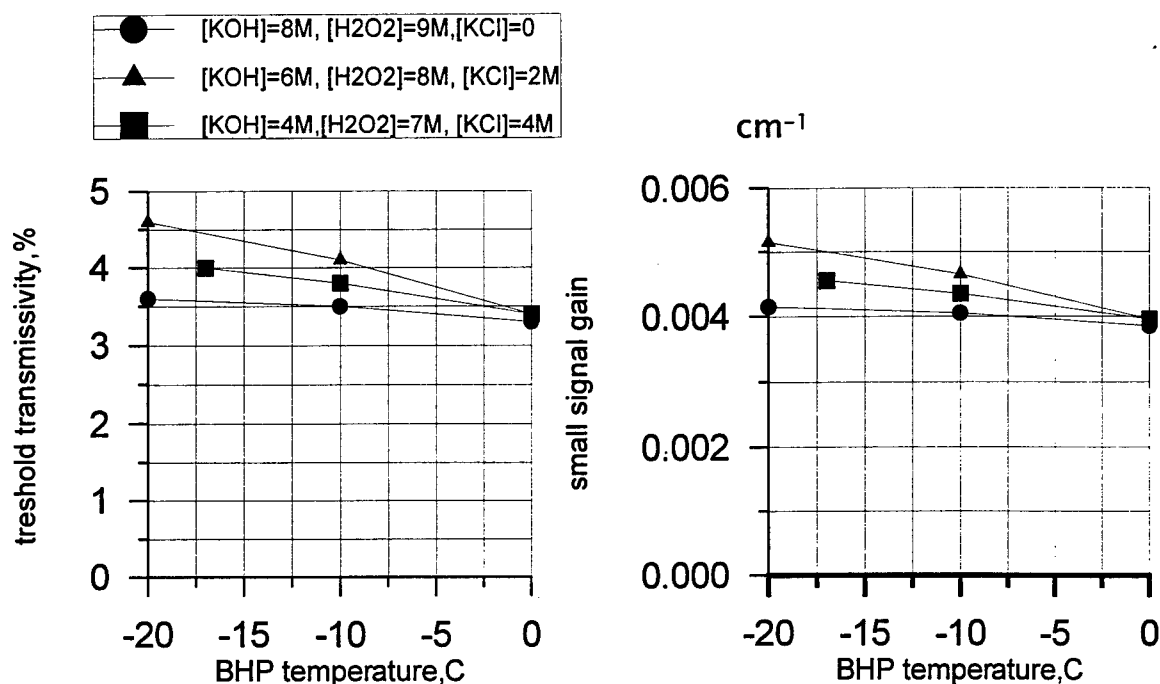 [KOH]=8M, [H2O2]=9M,[KCl]=0
[KOH]=6M, [H2O2]=8M, [KCl]=2M
[KOH]=4M,[H2O2]=7M, [KCl]=4M
treshold transmissivity,%
5
4
3
2
1
0
-20 -15 -10 -5 0
BHP temperature,C
cm⁻¹
small signal gain
0.006
0.004
0.002
0.000
-20 -15 -10 -5 0
BHP temperature,C